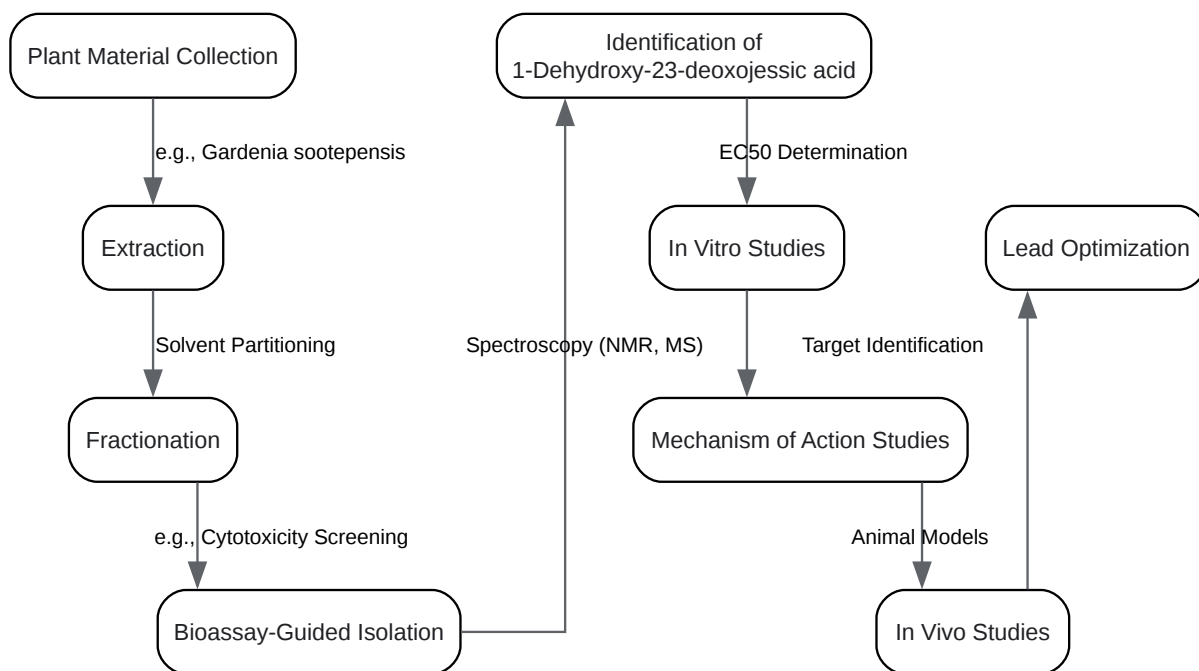 Plant Material Collection
e.g., Gardenia sootepensis
Extraction
Solvent Partitioning
Fractionation
e.g., Cytotoxicity Screening
Bioassay-Guided Isolation
Spectroscopy (NMR, MS)
Identification of
1-Dehydroxy-23-deoxojessic acid
EC50 Determination
In Vitro Studies
Target Identification
Mechanism of Action Studies
Animal Models
In Vivo Studies
Lead Optimization